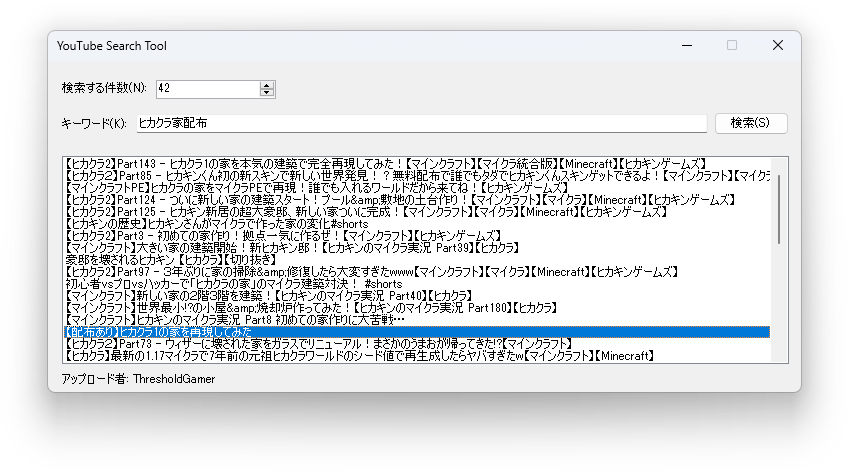 YouTube Search Tool
検索する件数(N): 42
キーワード(K): ヒカクラ家配布 検索(S)
【ヒカクラ2】Part143 - ヒカクラ1の家を本気の建築で完全再現してみた！【マインクラフト】【マイクラ統合版】【Minecraft】【ヒカキンゲームズ】
【ヒカクラ2】Part85 - ヒカキンくん初の新スキンで新しい世界発見！？無料配布で誰でもタダでヒカキンくんスキンゲットできるよ！【マインクラフト】【マイクラ
【マインクラフトPE】ヒカクラの家をマイクラPEで再現！誰でも入れるワールドだから来てね！【ヒカキンゲームズ】
【ヒカクラ2】Part124 - ついに新しい家の建築スタート！プール&amp;敷地の土台作り！【マインクラフト】【マイクラ】【Minecraft】【ヒカキンゲームズ】
【ヒカクラ2】Part125 - ヒカキン新居の超大豪邸、新しい家ついに完成！【マインクラフト】【マイクラ】【Minecraft】【ヒカキンゲームズ】
【ヒカキンの歴史】ヒカキンさんがマイクラで作った家の変化#shorts
【ヒカクラ2】Part3 - 初めての家作り！拠点一気に作るぜ！【マインクラフト】【ヒカキンゲームズ】
【マインクラフト】大きい家の建築開始！新ヒカキン邸！【ヒカキンのマイクラ実況 Part39】【ヒカクラ】
豪邸を壊されるヒカキン 【ヒカクラ】【切り抜き】
【ヒカクラ2】Part97 - 3年ぶりに家の掃除&amp;修復したら大変すぎたwww【マインクラフト】【マイクラ】【Minecraft】【ヒカキンゲームズ】
初心者vsプロvsハッカーで「ヒカクラの家」のマイクラ建築対決！ #shorts
【マインクラフト】新しい家の2階3階を建築！【ヒカキンのマイクラ実況 Part40】【ヒカクラ】
【マインクラフト】世界最小!?の小屋&amp;焼却炉作ってみた！【ヒカキンのマイクラ実況 Part180】【ヒカクラ】
【マインクラフト】ヒカキンのマイクラ実況 Part8 初めての家作りに大苦戦…
【配布あり】ヒカクラ1の家を再現してみた
【ヒカクラ2】Part73 - ウィザーに壊された家をガラスでリニューアル！まさかのうまおが帰ってきた!?【マインクラフト】
【ヒカクラ】最新の1.17マイクラで7年前の元祖ヒカクラワールドのシード値で再生成したらヤバすぎたw【マインクラフト】【Minecraft】
アップロード者: ThresholdGamer